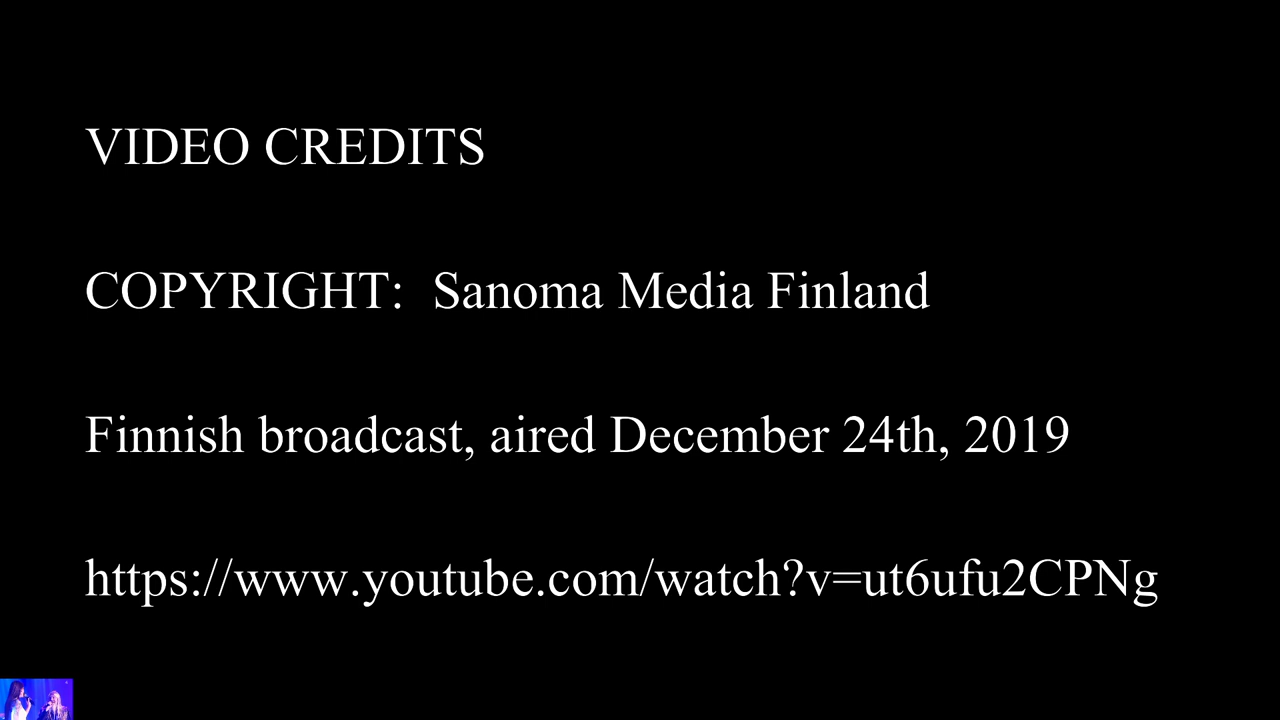 VIDEO CREDITS
COPYRIGHT:  Sanoma Media Finland
Finnish broadcast, aired December 24th, 2019
https://www.youtube.com/watch?v=ut6ufu2CPNg